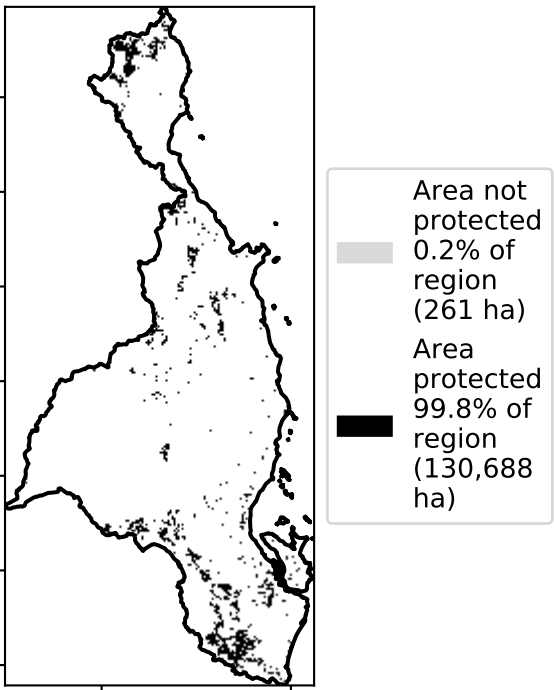 Area not
protected
0.2% of
region
(261 ha)
Area
protected
99.8% of
region
(130,688
ha)